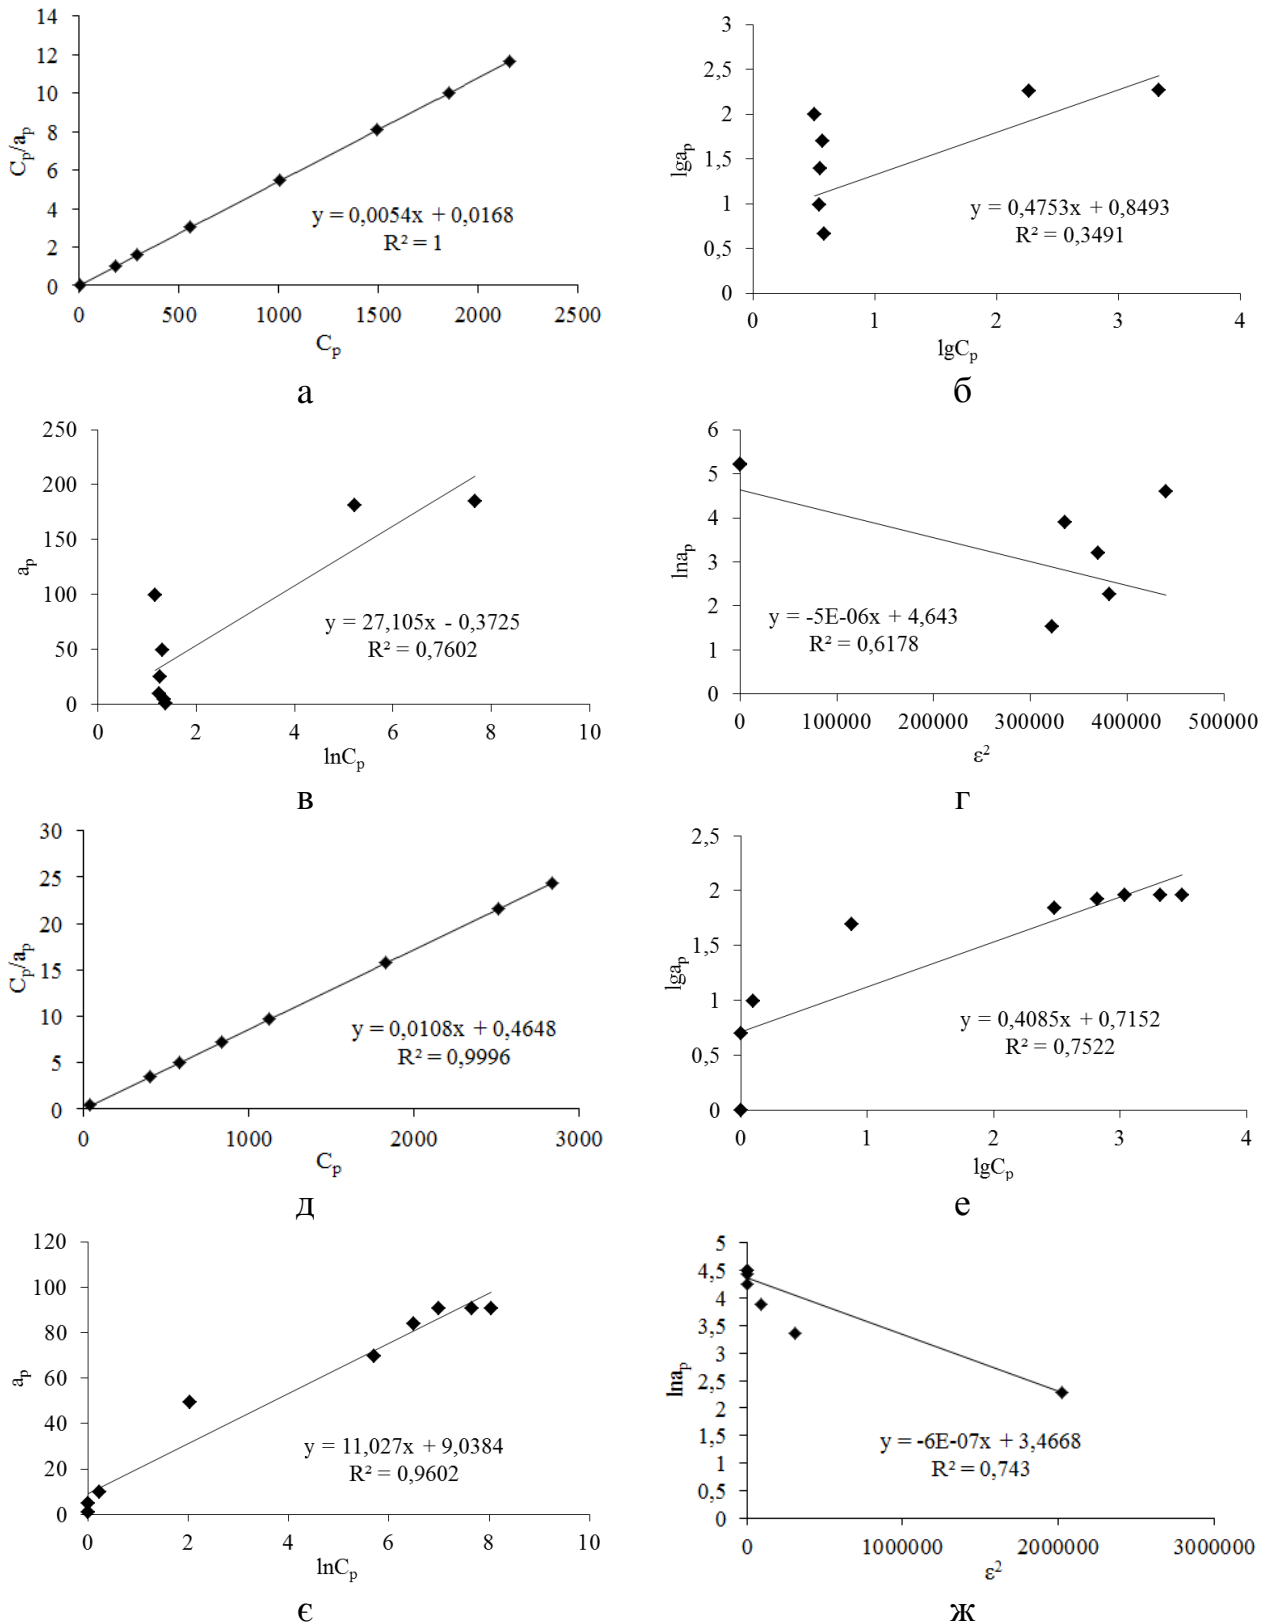 14
12
10
8
6
4
2
0
Cₚ/aₚ
y = 0,0054x + 0,0168
R² = 1
0 500 1000 1500 2000 2500
Cₚ
а
3
2,5
2
1,5
1
0,5
0
lgaₚ
y = 0,4753x + 0,8493
R² = 0,3491
0 1 2 3 4
lgCₚ
б
250
200
150
100
50
0
aₚ
y = 27,105x - 0,3725
R² = 0,7602
0 2 4 6 8 10
lnCₚ
в
6
5
4
3
2
1
0
lnaₚ
y = -5E-06x + 4,643
R² = 0,6178
0 100000 200000 300000 400000 500000
ε²
г
30
25
20
15
10
5
0
Cₚ/aₚ
y = 0,0108x + 0,4648
R² = 0,9996
0 1000 2000 3000
Cₚ
д
2,5
2
1,5
1
0,5
0
lgaₚ
y = 0,4085x + 0,7152
R² = 0,7522
0 1 2 3 4
lgCₚ
е
120
100
80
60
40
20
0
aₚ
y = 11,027x + 9,0384
R² = 0,9602
0 2 4 6 8 10
lnCₚ
є
5
4,5
4
3,5
3
2,5
2
1,5
1
0,5
0
lnaₚ
y = -6E-07x + 3,4668
R² = 0,743
0 1000000 2000000 3000000
ε²
ж